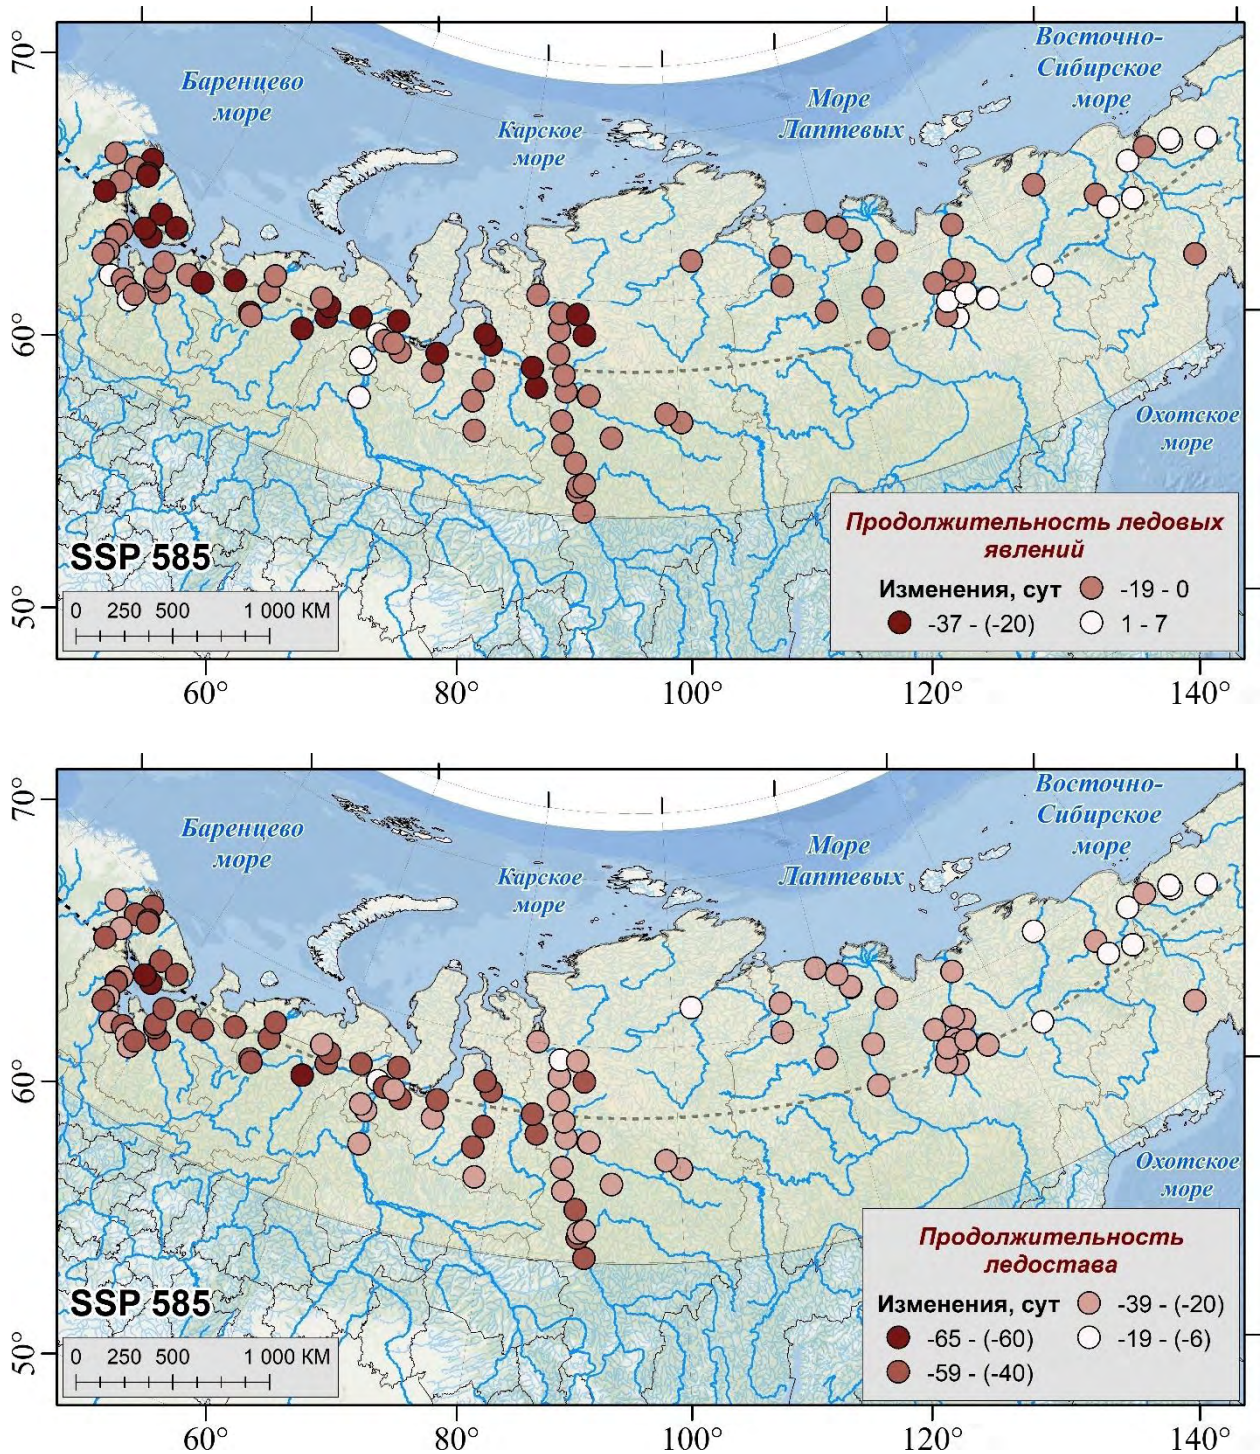 70°
60°
50°
Баренцево
море
Карское
море
Море
Лаптевых
Восточно-
Сибирское
море
Охотское
море
SSP 585
0 250 500 1 000 КМ
Продолжительность ледовых
явлений
Изменения, сут -19 - 0
-37 - (-20) 1 - 7
60° 80° 100° 120° 140°
70°
60°
50°
Баренцево
море
Карское
море
Море
Лаптевых
Восточно-
Сибирское
море
Охотское
море
SSP 585
0 250 500 1 000 КМ
Продолжительность
ледостава
Изменения, сут -39 - (-20)
-65 - (-60) -19 - (-6)
-59 - (-40)
60° 80° 100° 120° 140°